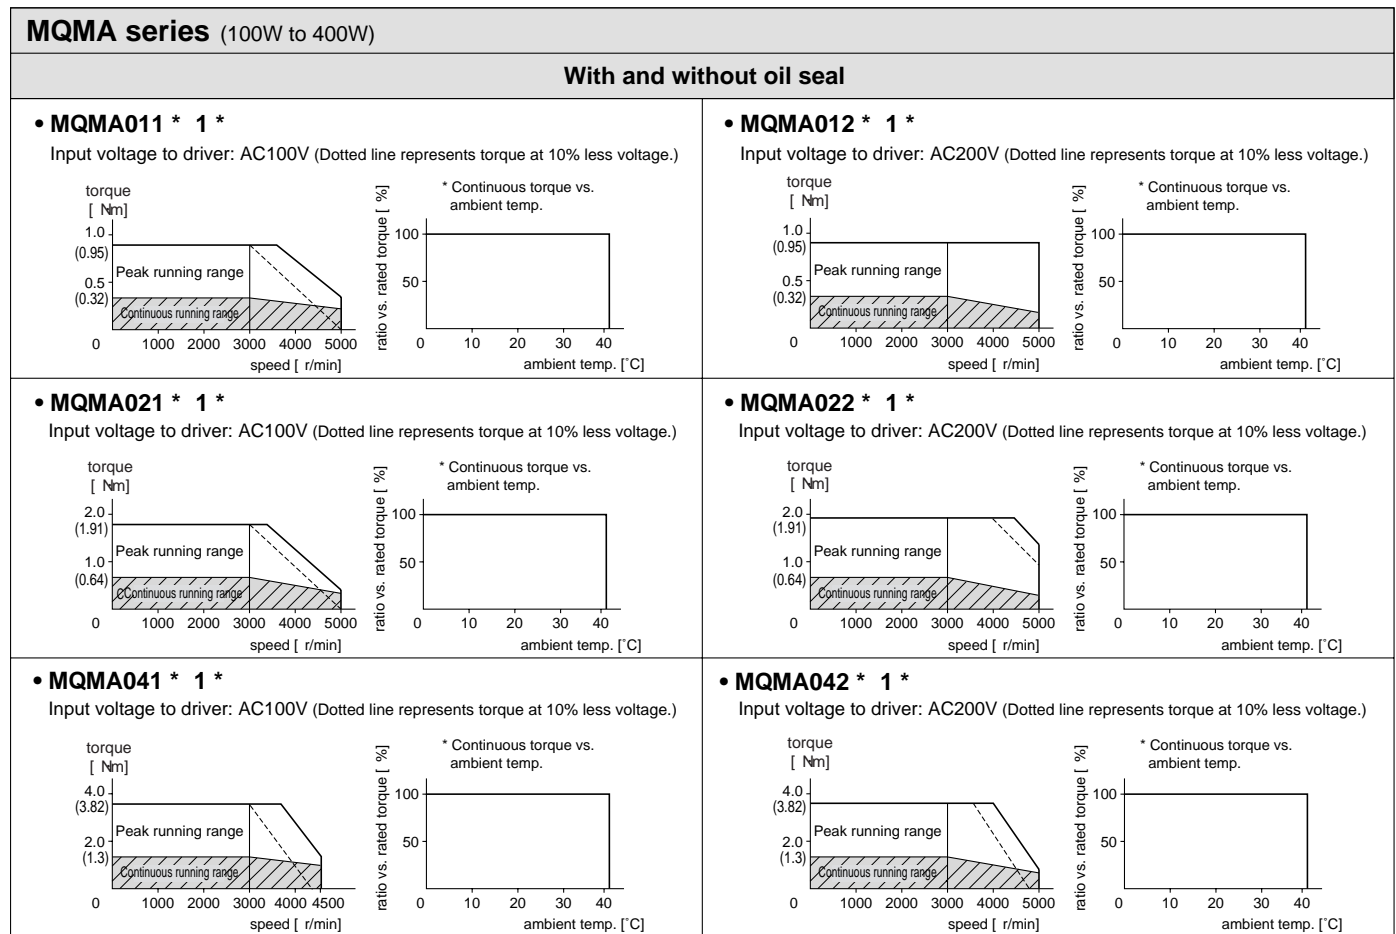 MQMA series (100W to 400W)
With and without oil seal
• MQMA011 * 1 *
Input voltage to driver: AC100V (Dotted line represents torque at 10% less voltage.)
torque
[ Nm]
1.0
(0.95)
0.5
(0.32)
Peak running range
Continuous running range
0 1000 2000 3000 4000 5000
speed [ r/min]
ratio vs. rated torque [ %]
* Continuous torque vs.
ambient temp.
100
50
0 10 20 30 40
ambient temp. [˚C]
• MQMA012 * 1 *
Input voltage to driver: AC200V (Dotted line represents torque at 10% less voltage.)
torque
[ Nm]
1.0
(0.95)
0.5
(0.32)
Peak running range
Continuous running range
0 1000 2000 3000 4000 5000
speed [ r/min]
ratio vs. rated torque [ %]
* Continuous torque vs.
ambient temp.
100
50
0 10 20 30 40
ambient temp. [˚C]
• MQMA021 * 1 *
Input voltage to driver: AC100V (Dotted line represents torque at 10% less voltage.)
torque
[ Nm]
2.0
(1.91)
1.0
(0.64)
Peak running range
CContinuous running range
0 1000 2000 3000 4000 5000
speed [ r/min]
ratio vs. rated torque [ %]
* Continuous torque vs.
ambient temp.
100
50
0 10 20 30 40
ambient temp. [˚C]
• MQMA022 * 1 *
Input voltage to driver: AC200V (Dotted line represents torque at 10% less voltage.)
torque
[ Nm]
2.0
(1.91)
1.0
(0.64)
Peak running range
Continuous running range
0 1000 2000 3000 4000 5000
speed [ r/min]
ratio vs. rated torque [ %]
* Continuous torque vs.
ambient temp.
100
50
0 10 20 30 40
ambient temp. [˚C]
• MQMA041 * 1 *
Input voltage to driver: AC100V (Dotted line represents torque at 10% less voltage.)
torque
[ Nm]
4.0
(3.82)
2.0
(1.3)
Peak running range
Continuous running range
0 1000 2000 3000 4000 4500
speed [ r/min]
ratio vs. rated torque [ %]
* Continuous torque vs.
ambient temp.
100
50
0 10 20 30 40
ambient temp. [˚C]
• MQMA042 * 1 *
Input voltage to driver: AC200V (Dotted line represents torque at 10% less voltage.)
torque
[ Nm]
4.0
(3.82)
2.0
(1.3)
Peak running range
Continuous running range
0 1000 2000 3000 4000 5000
speed [ r/min]
ratio vs. rated torque [ %]
* Continuous torque vs.
ambient temp.
100
50
0 10 20 30 40
ambient temp. [˚C]